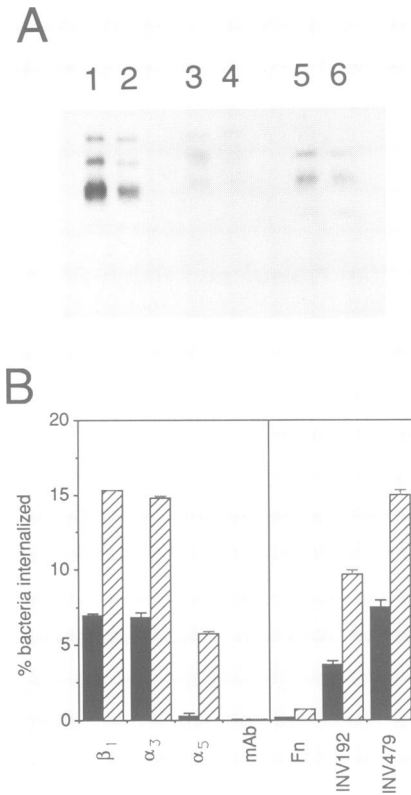 A
1 2 3 4 5 6
B
% bacteria internalized
20
15
10
5
0
β1
α3
α5
mAb
Fn
INV192
INV479